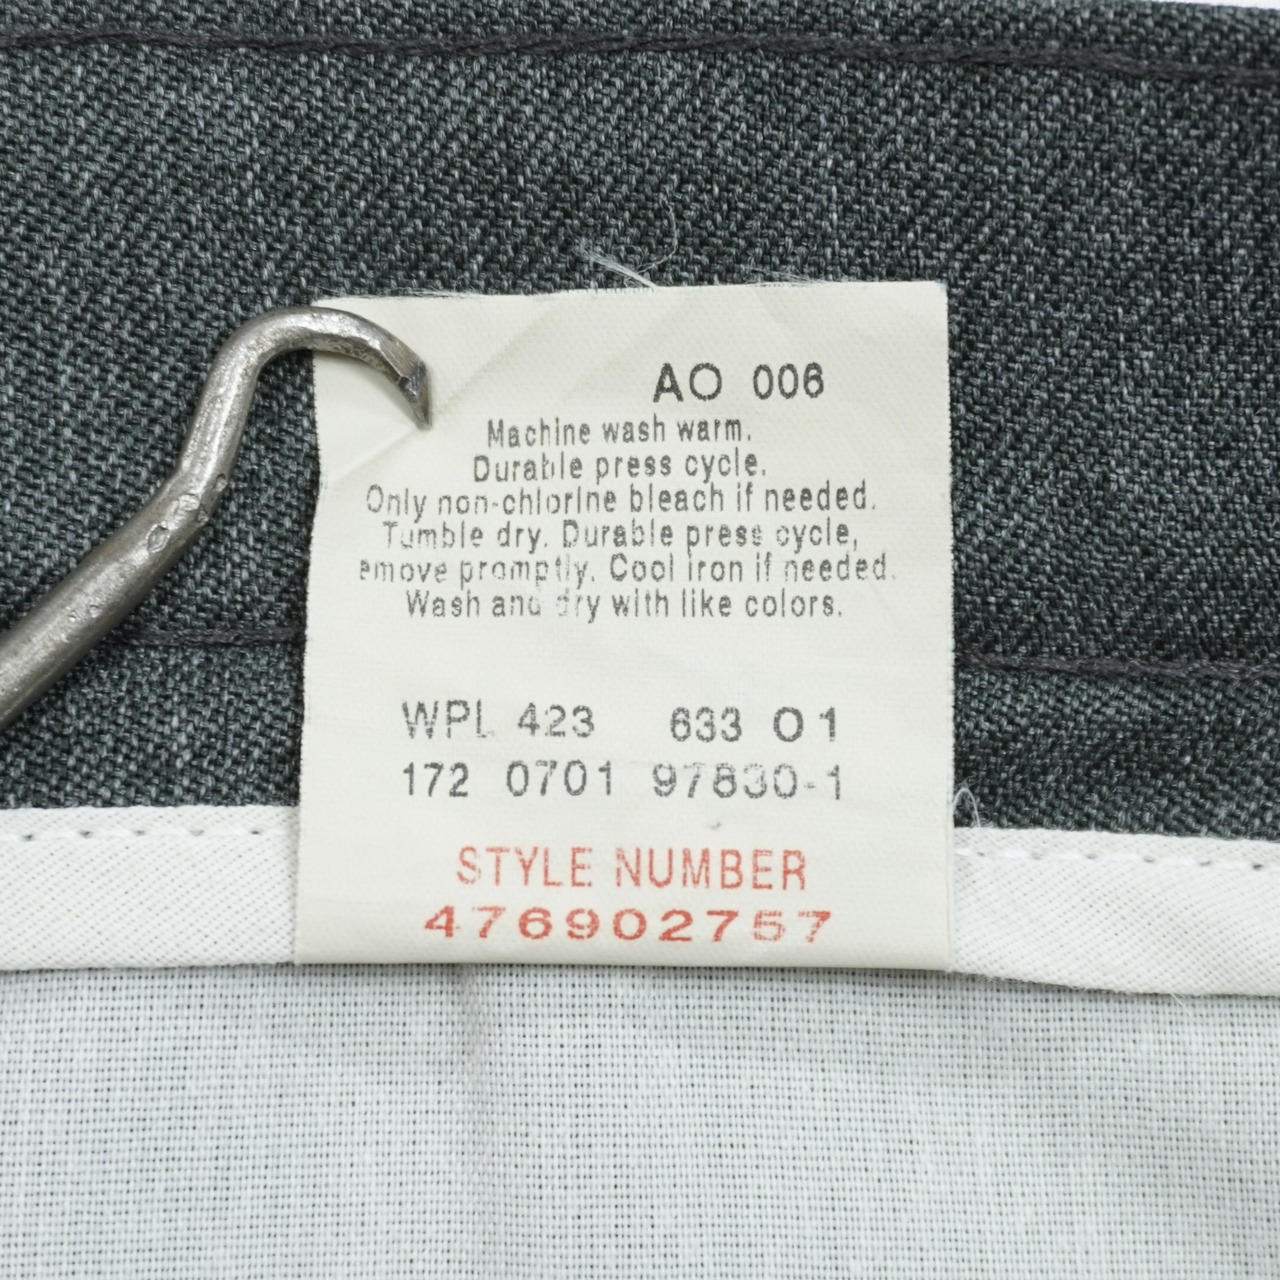 AO 006
Machine wash warm.
Durable press cycle.
Only non-chlorine bleach if needed.
Tumble dry. Durable press cycle,
emove promptly. Cool iron if needed.
Wash and dry with like colors.
WPL 423 633 O 1
172 0701 97830-1
STYLE NUMBER
476902757